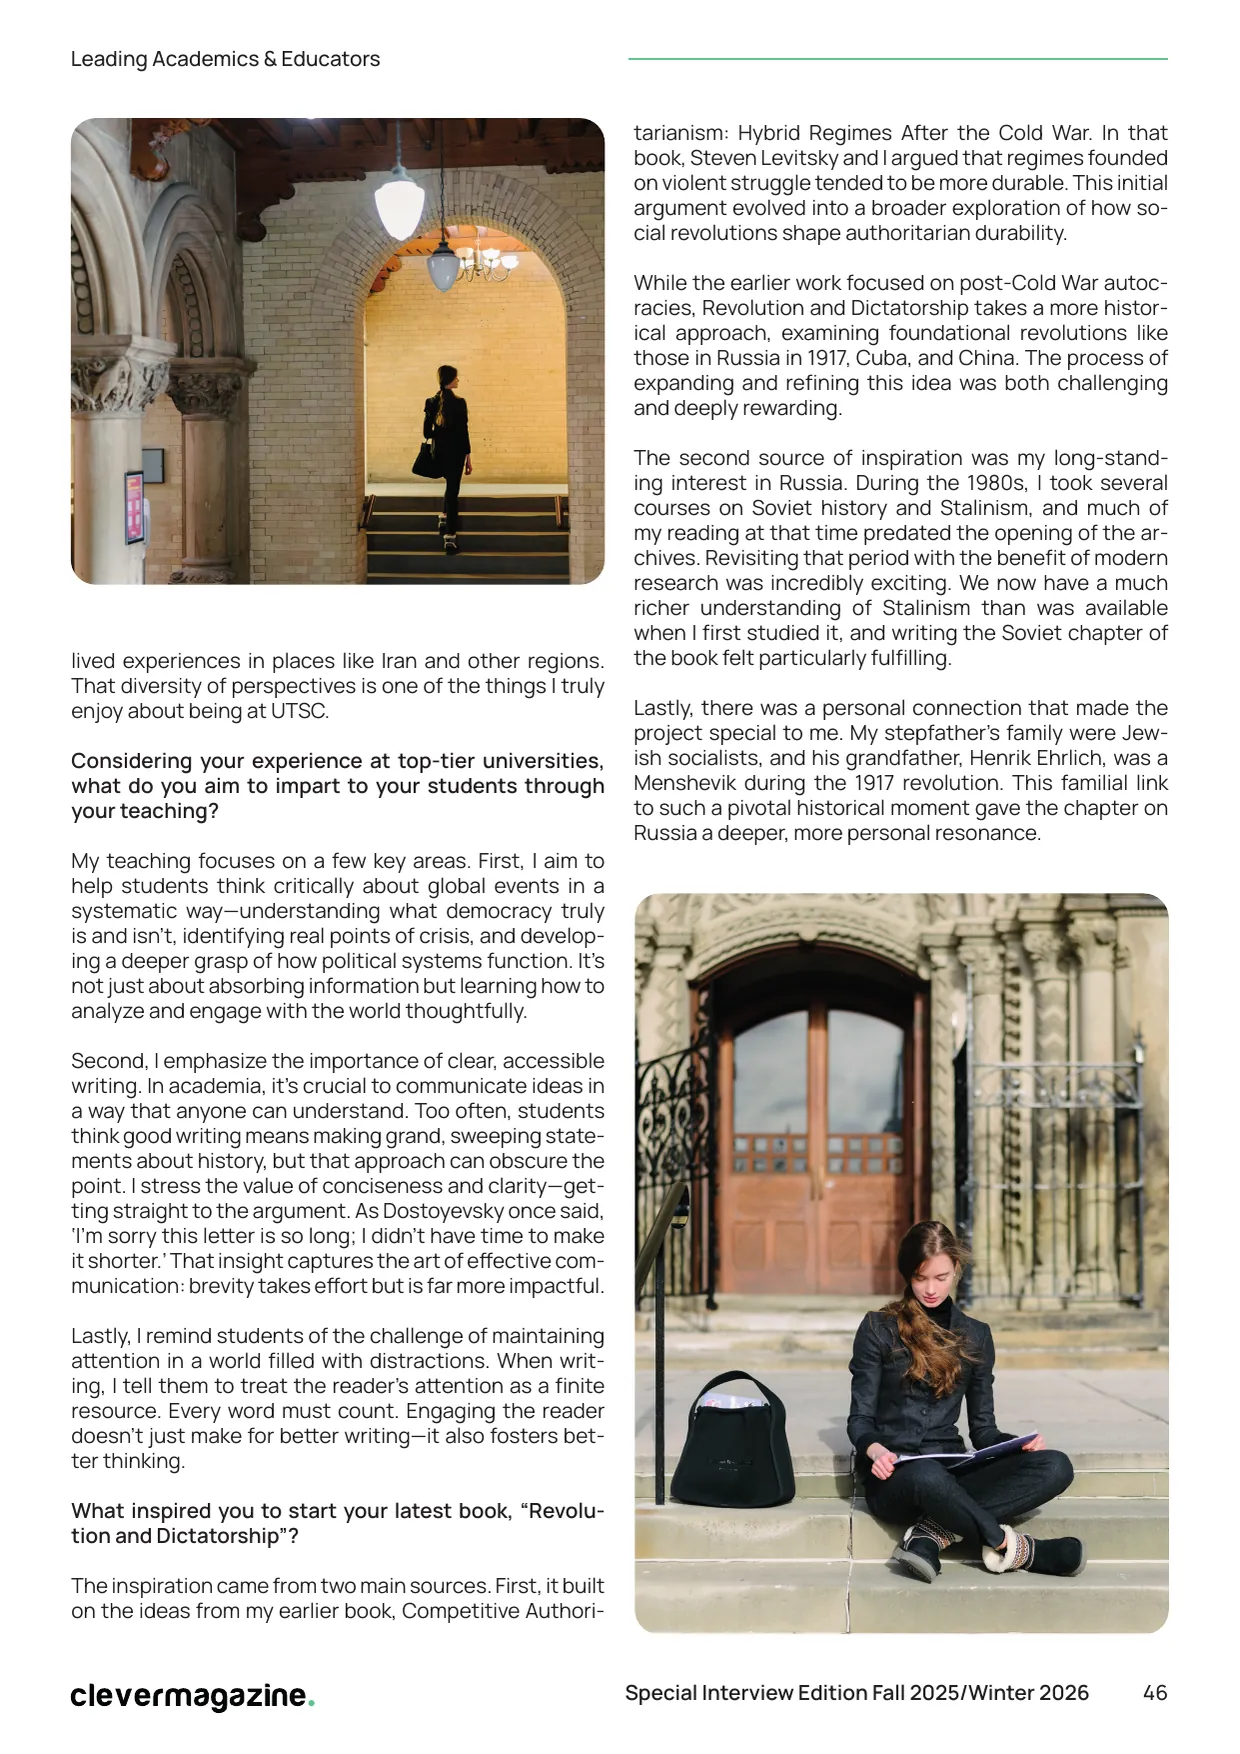 Leading Academics & Educators
lived experiences in places like Iran and other regions.
That diversity of perspectives is one of the things I truly
enjoy about being at UTSC.
Considering your experience at top-tier universities,
what do you aim to impart to your students through
your teaching?
My teaching focuses on a few key areas. First, I aim to
help students think critically about global events in a
systematic way—understanding what democracy truly
is and isn’t, identifying real points of crisis, and develop-
ing a deeper grasp of how political systems function. It’s
not just about absorbing information but learning how to
analyze and engage with the world thoughtfully.
Second, I emphasize the importance of clear, accessible
writing. In academia, it’s crucial to communicate ideas in
a way that anyone can understand. Too often, students
think good writing means making grand, sweeping state-
ments about history, but that approach can obscure the
point. I stress the value of conciseness and clarity—get-
ting straight to the argument. As Dostoyevsky once said,
‘I’m sorry this letter is so long; I didn’t have time to make
it shorter.’ That insight captures the art of effective com-
munication: brevity takes effort but is far more impactful.
Lastly, I remind students of the challenge of maintaining
attention in a world filled with distractions. When writ-
ing, I tell them to treat the reader’s attention as a finite
resource. Every word must count. Engaging the reader
doesn’t just make for better writing—it also fosters bet-
ter thinking.
What inspired you to start your latest book, “Revolu-
tion and Dictatorship”?
The inspiration came from two main sources. First, it built
on the ideas from my earlier book, Competitive Authori-
tarianism: Hybrid Regimes After the Cold War. In that
book, Steven Levitsky and I argued that regimes founded
on violent struggle tended to be more durable. This initial
argument evolved into a broader exploration of how so-
cial revolutions shape authoritarian durability.
While the earlier work focused on post-Cold War autoc-
racies, Revolution and Dictatorship takes a more histor-
ical approach, examining foundational revolutions like
those in Russia in 1917, Cuba, and China. The process of
expanding and refining this idea was both challenging
and deeply rewarding.
The second source of inspiration was my long-stand-
ing interest in Russia. During the 1980s, I took several
courses on Soviet history and Stalinism, and much of
my reading at that time predated the opening of the ar-
chives. Revisiting that period with the benefit of modern
research was incredibly exciting. We now have a much
richer understanding of Stalinism than was available
when I first studied it, and writing the Soviet chapter of
the book felt particularly fulfilling.
Lastly, there was a personal connection that made the
project special to me. My stepfather’s family were Jew-
ish socialists, and his grandfather, Henrik Ehrlich, was a
Menshevik during the 1917 revolution. This familial link
to such a pivotal historical moment gave the chapter on
Russia a deeper, more personal resonance.
clevermagazine.
Special Interview Edition Fall 2025/Winter 2026
46